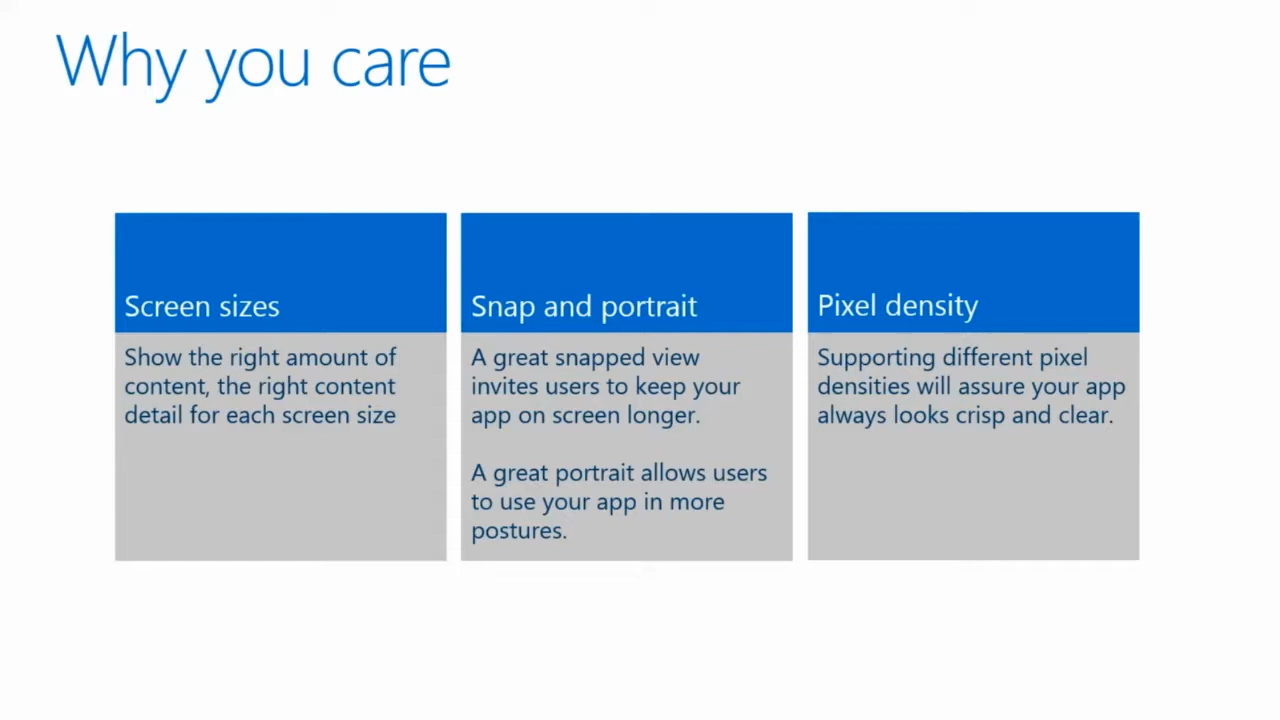 Why you care
Screen sizes
Show the right amount of
content, the right content
detail for each screen size
Snap and portrait
A great snapped view
invites users to keep your
app on screen longer.
A great portrait allows users
to use your app in more
postures.
Pixel density
Supporting different pixel
densities will assure your app
always looks crisp and clear.